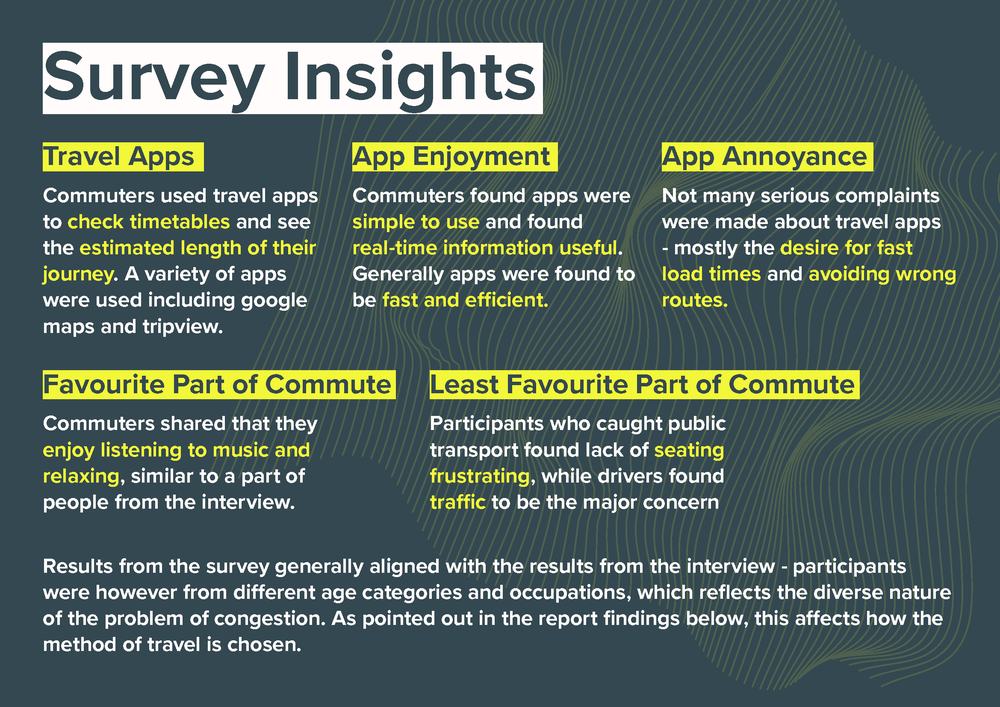 Survey Insights
Travel Apps
Commuters used travel apps
to check timetables and see
the estimated length of their
journey. A variety of apps
were used including google
maps and tripview.
App Enjoyment
Commuters found apps were
simple to use and found
real-time information useful.
Generally apps were found to
be fast and efficient.
App Annoyance
Not many serious complaints
were made about travel apps
- mostly the desire for fast
load times and avoiding wrong
routes.
Favourite Part of Commute
Commuters shared that they
enjoy listening to music and
relaxing, similar to a part of
people from the interview.
Least Favourite Part of Commute
Participants who caught public
transport found lack of seating
frustrating, while drivers found
traffic to be the major concern
Results from the survey generally aligned with the results from the interview - participants
were however from different age categories and occupations, which reflects the diverse nature
of the problem of congestion. As pointed out in the report findings below, this affects how the
method of travel is chosen.